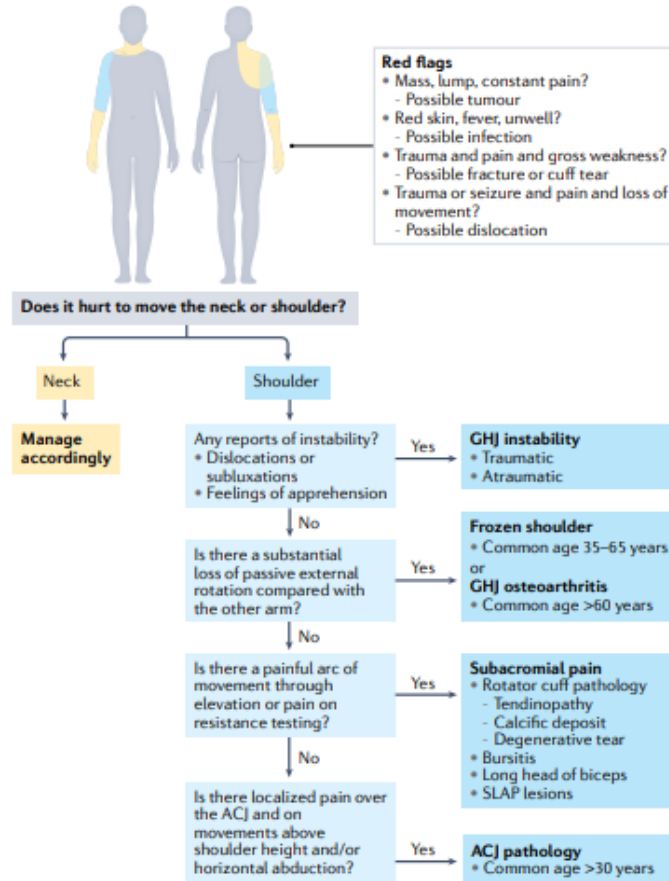 Red flags
• Mass, lump, constant pain?
- Possible tumour
• Red skin, fever, unwell?
- Possible infection
• Trauma and pain and gross weakness?
- Possible fracture or cuff tear
• Trauma or seizure and pain and loss of
movement?
- Possible dislocation
Does it hurt to move the neck or shoulder?
Neck
Shoulder
Manage
accordingly
Any reports of instability?
• Dislocations or
subluxations
• Feelings of apprehension
Yes
GHJ instability
• Traumatic
• Atraumatic
No
Is there a substantial
loss of passive external
rotation compared with
the other arm?
Yes
Frozen shoulder
• Common age 35–65 years
or
GHJ osteoarthritis
• Common age >60 years
No
Is there a painful arc of
movement through
elevation or pain on
resistance testing?
Yes
Subacromial pain
• Rotator cuff pathology
- Tendinopathy
- Calcific deposit
- Degenerative tear
• Bursitis
• Long head of biceps
• SLAP lesions
No
Is there localized pain over
the ACJ and on
movements above
shoulder height and/or
horizontal abduction?
Yes
ACJ pathology
• Common age >30 years